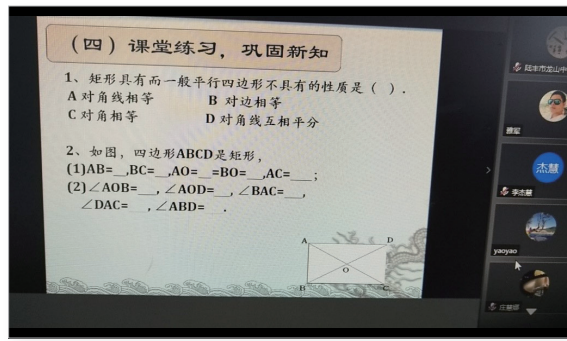 （四）课堂练习，巩固新知
1、矩形具有而一般平行四边形不具有的性质是（ ）.
A 对角线相等 B 对边相等
C 对角相等 D 对角线互相平分
2、如图，四边形ABCD是矩形，
(1)AB=__,BC=__,AO=__=BO=__,AC=___;
(2)∠AOB=__,∠AOD=__,∠BAC=__,
∠DAC=__,∠ABD=__.
A D
O
B C
杰慧
李杰慧
yaoyao